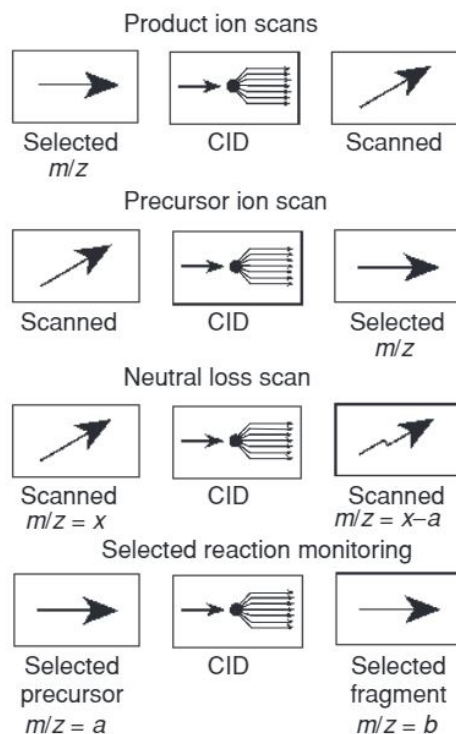 Product ion scans
Selected CID Scanned
m/z
Precursor ion scan
Scanned CID Selected
m/z
Neutral loss scan
Scanned CID Scanned
m/z = x m/z = x–a
Selected reaction monitoring
Selected CID Selected
precursor fragment
m/z = a m/z = b